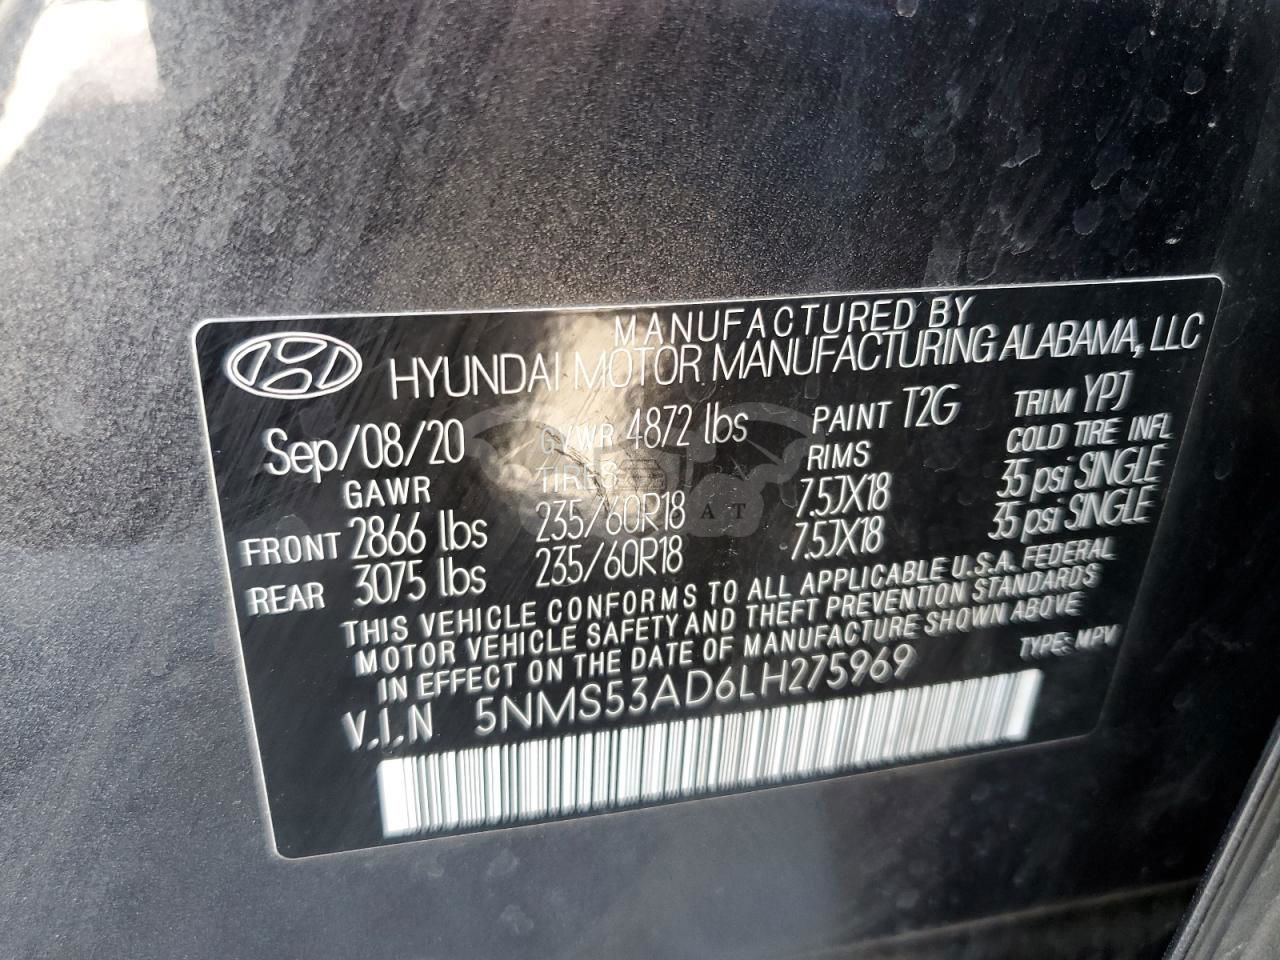 MANUFACTURED BY
HYUNDAI MOTOR MANUFACTURING ALABAMA, LLC
Sep/08/20 GVWR 4872 lbs PAINT T2G TRIM YPJ
GAWR TIRES RIMS COLD TIRE INFL
FRONT 2866 lbs 235/60R18 7.5JX18 35 psi SINGLE
REAR 3075 lbs 235/60R18 7.5JX18 35 psi SINGLE
THIS VEHICLE CONFORMS TO ALL APPLICABLE U.S.A. FEDERAL
MOTOR VEHICLE SAFETY AND THEFT PREVENTION STANDARDS
IN EFFECT ON THE DATE OF MANUFACTURE SHOWN ABOVE
V.I.N 5NMS53AD6LH275969 TYPE: MPV